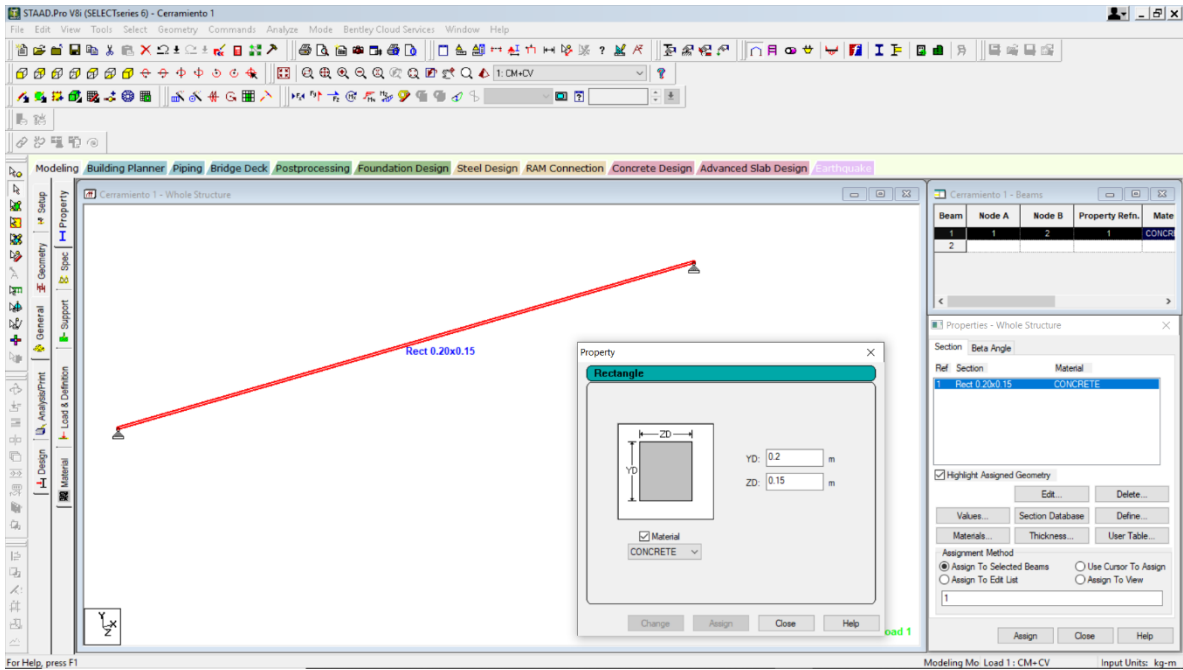 STAAD.Pro V8i (SELECTseries 6) - Cerramiento 1
File Edit View Tools Select Geometry Commands Analyze Mode Bentley Cloud Services Window Help
1: CM+CV
Modeling Building Planner Piping Bridge Deck Postprocessing Foundation Design Steel Design RAM Connection Concrete Design Advanced Slab Design Earthquake
Setup
Geometry
General
Analysis/Print
Design
Property
Spec
Support
Load & Definition
Material
Cerramiento 1 - Whole Structure
Rect 0.20x0.15
Y
X
Z
oad 1
Property
Rectangle
ZD
YD
YD: 0.2 m
ZD: 0.15 m
Material
CONCRETE
Change Assign Close Help
Cerramiento 1 - Beams
Beam Node A Node B Property Refn. Mate
1 1 2 1 CONCR
2
Properties - Whole Structure
Section Beta Angle
Ref Section Material
1 Rect 0.20x0.15 CONCRETE
Highlight Assigned Geometry
Edit... Delete...
Values... Section Database Define...
Materials... Thickness... User Table...
Assignment Method
Assign To Selected Beams Use Cursor To Assign
Assign To Edit List Assign To View
1
Assign Close Help
For Help, press F1
Modeling Mo Load 1 : CM+CV Input Units: kg-m